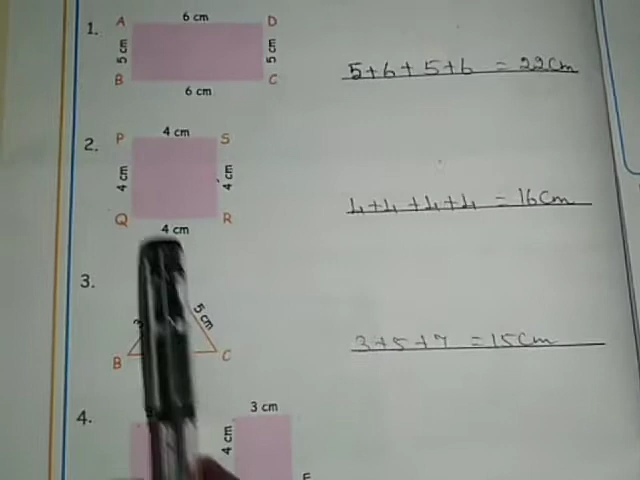 1.
A 6 cm D
5 cm 5 cm
B C
6 cm
5+6+5+6 = 22cm
2.
P 4 cm S
4 cm 4 cm
Q R
4 cm
4+4+4+4 = 16cm
3.
3 5 cm
B C
3+5+7 = 15cm
4.
3 cm
4 cm